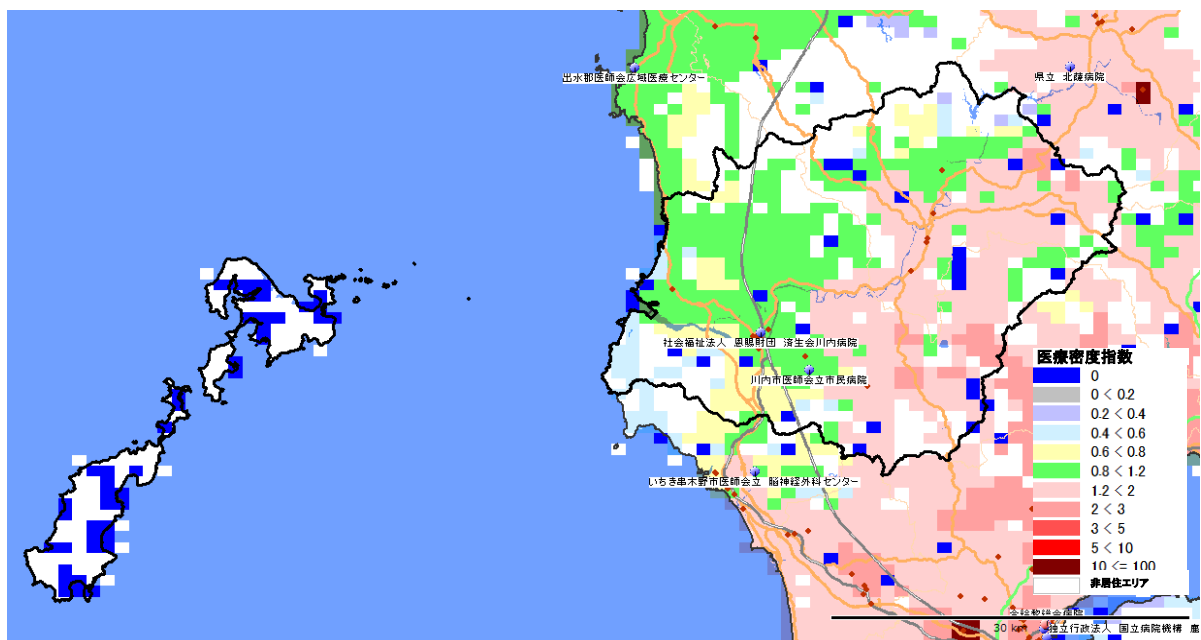 出水郡医師会広域医療センター
県立 北薩病院
社会福祉法人 恩賜財団 済生会川内病院
川内市医師会立市民病院
いちき串木野市医師会立 脳神経外科センター
医療密度指数
0
0 < 0.2
0.2 < 0.4
0.4 < 0.6
0.6 < 0.8
0.8 < 1.2
1.2 < 2
2 < 3
3 < 5
5 < 10
10 <= 100
非居住エリア
30 km
独立行政法人 国立病院機構 鹿